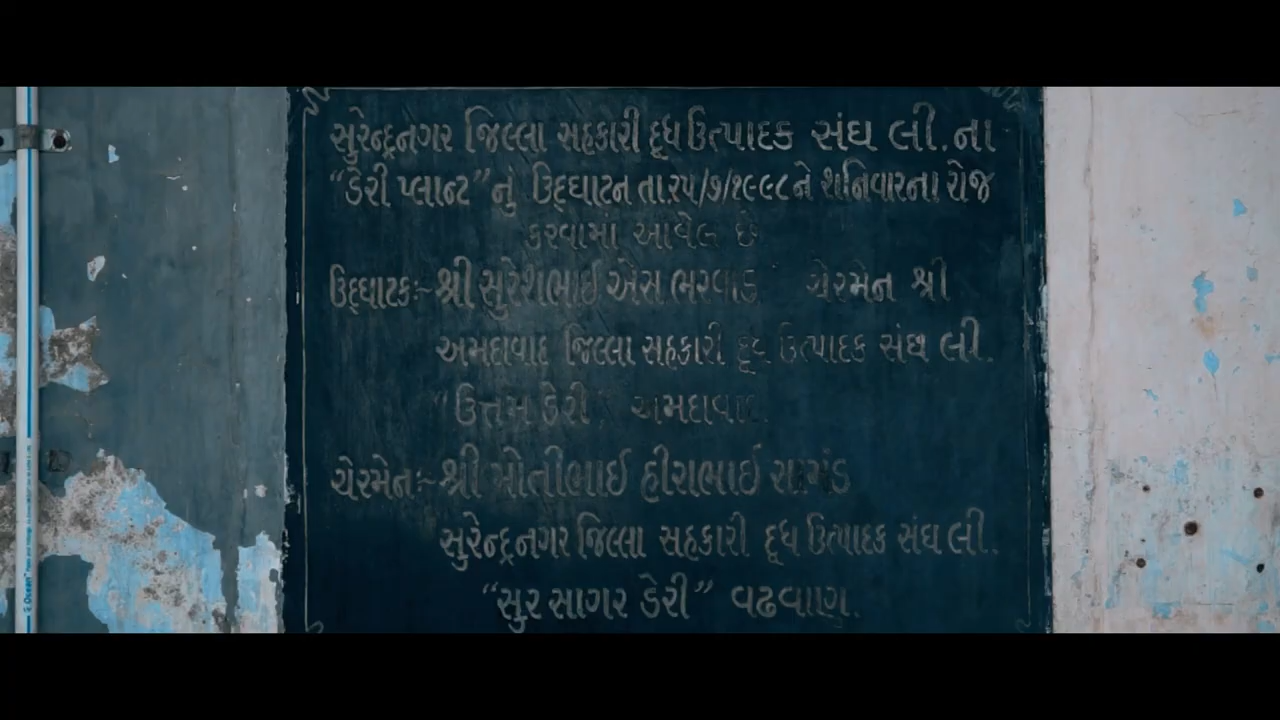 સુરેન્દ્રનગર જિલ્લા સહકારી દૂધ ઉત્પાદક સંઘ લી.ના
"ડેરી પ્લાન્ટ"નું ઉદ્ઘાટન તા.૨૫/૭/૧૯૯૮ને શનિવારના રોજ
કરવામાં આવેલ છે
ઉદ્ઘાટક:- શ્રી સુરેશભાઈ એસ ભરવાડ ચેરમેન શ્રી
અમદાવાદ જિલ્લા સહકારી દૂધ ઉત્પાદક સંઘ લી.
"ઉત્તમ ડેરી" અમદાવાદ.
ચેરમેન:- શ્રી મોતીભાઈ હીરાભાઈ
સુરેન્દ્રનગર જિલ્લા સહકારી દૂધ ઉત્પાદક સંઘ લી.
"સુર સાગર ડેરી" વઢવાણ.